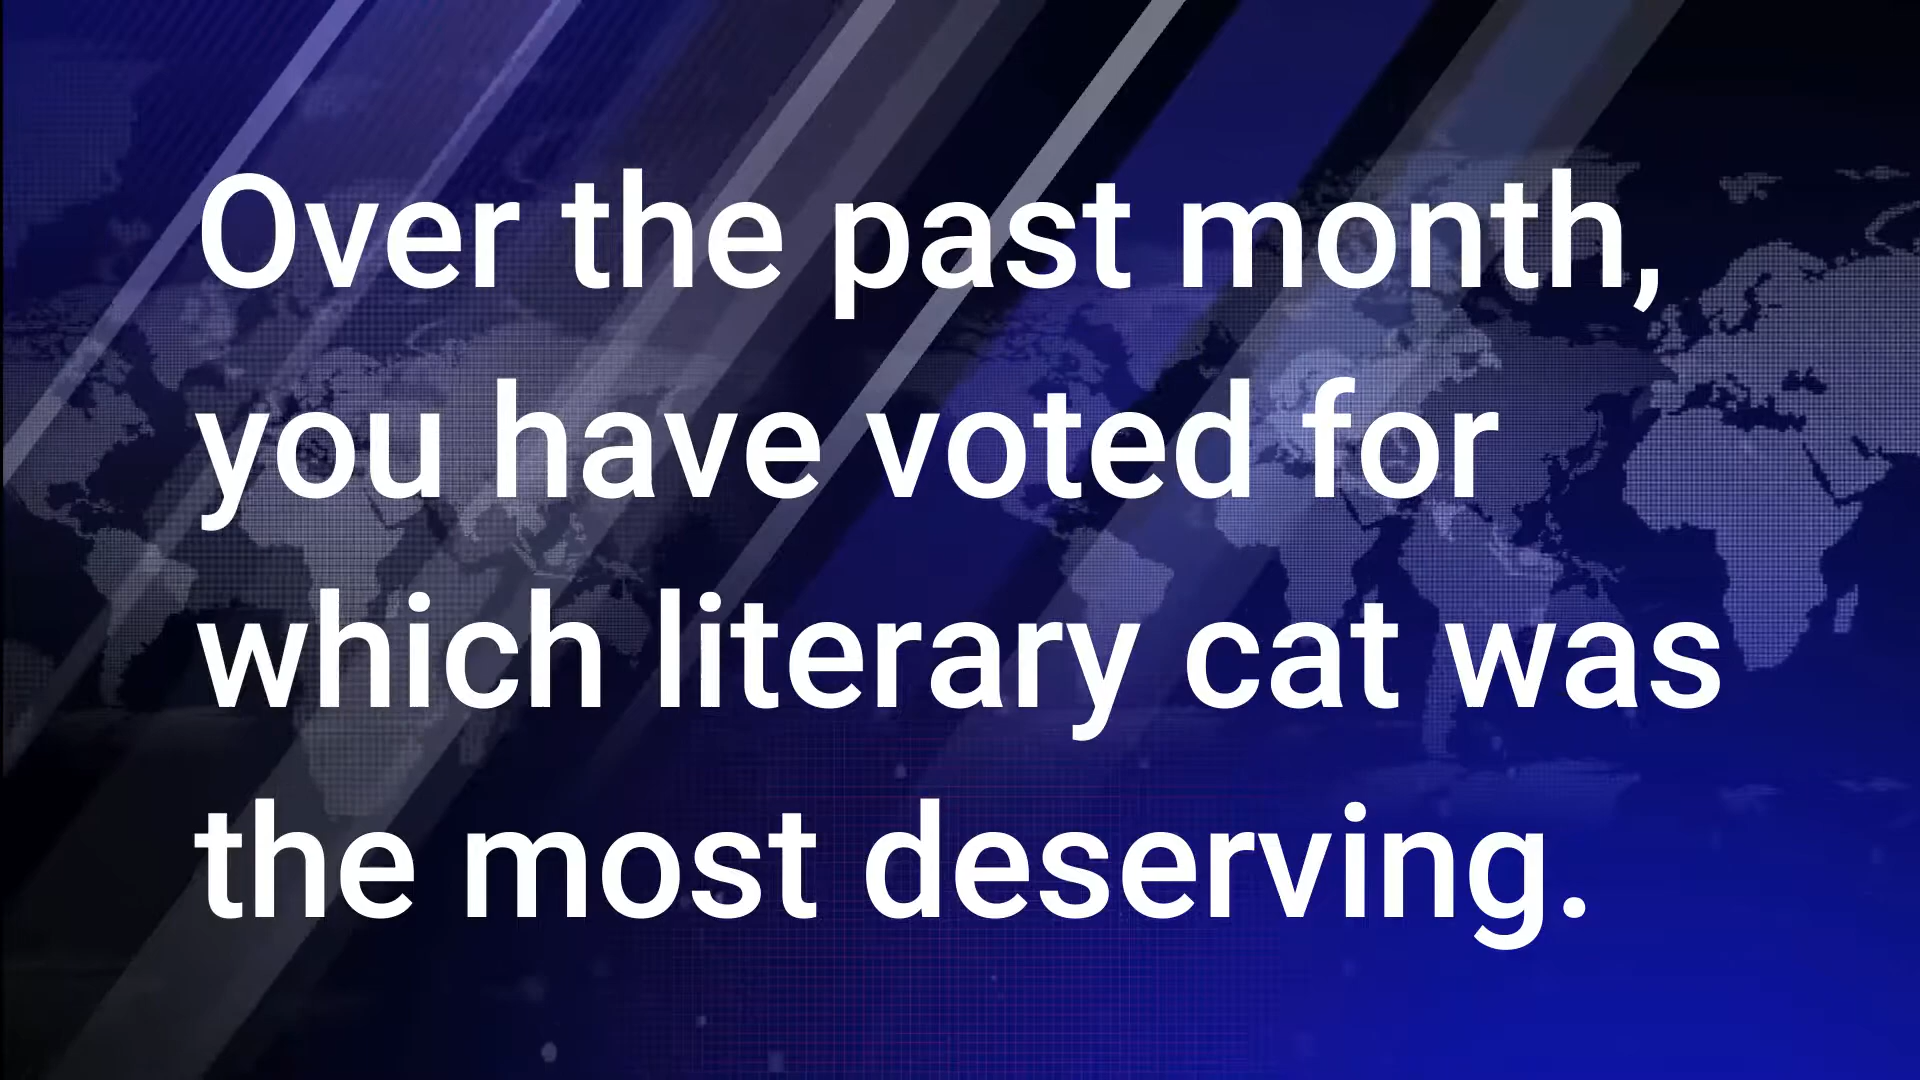 Over the past month,
you have voted for
which literary cat was
the most deserving.